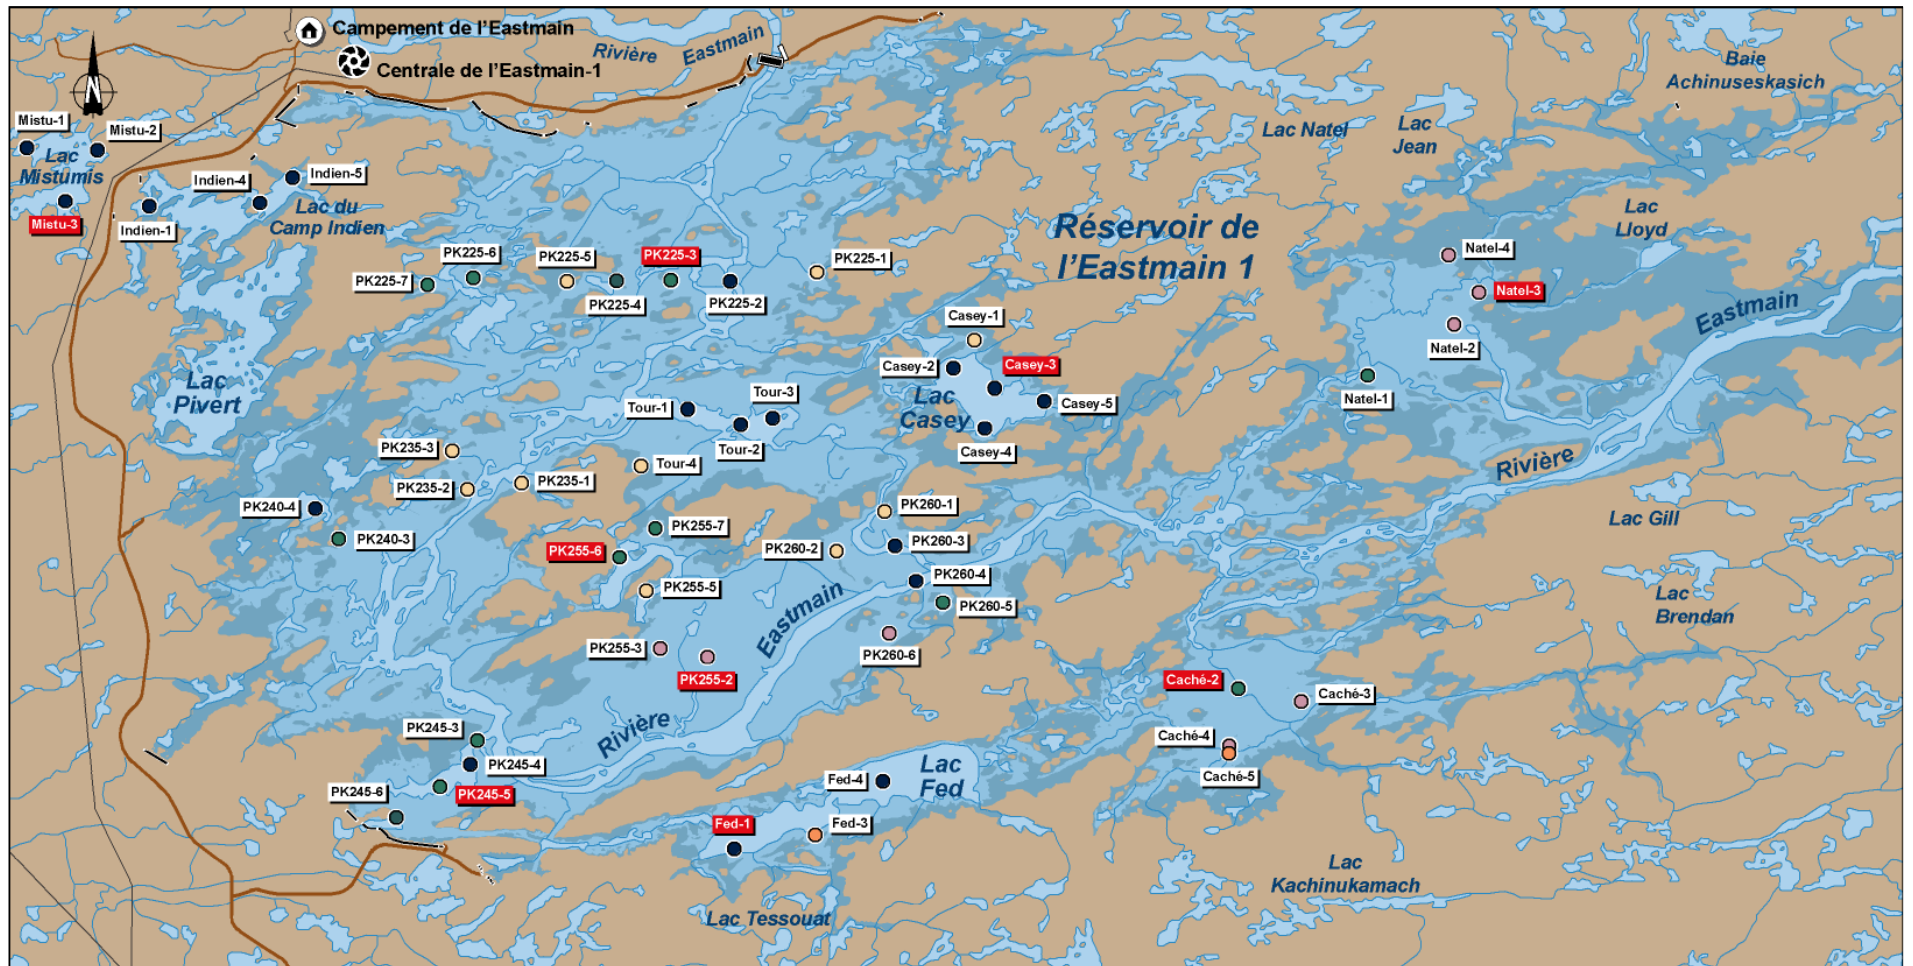 Campement de l'Eastmain
Centrale de l'Eastmain-1
Rivière Eastmain
Baie
Achinuseskasich
N
Mistu-1
Mistu-2
Lac
Mistumis
Mistu-3
Indien-4
Indien-5
Indien-1
Lac du
Camp Indien
Lac Natel
Lac
Jean
Lac
Lloyd
Réservoir de
l'Eastmain 1
PK225-7
PK225-6
PK225-5
PK225-4
PK225-3
PK225-2
PK225-1
Natel-4
Natel-3
Natel-2
Natel-1
Eastmain
Rivière
Casey-1
Casey-2
Casey-3
Casey-5
Casey-4
Lac
Casey
Lac
Pivert
Tour-1
Tour-3
Tour-2
Tour-4
PK235-3
PK235-2
PK235-1
PK240-4
PK240-3
PK255-7
PK255-6
PK255-5
PK255-3
PK255-2
PK260-1
PK260-2
PK260-3
PK260-4
PK260-5
PK260-6
Eastmain
Rivière
Lac Gill
Lac
Brendan
Caché-2
Caché-3
Caché-4
Caché-5
PK245-3
PK245-4
PK245-6
PK245-5
Lac
Fed
Fed-4
Fed-1
Fed-3
Lac Tessouat
Lac
Kachinukamach